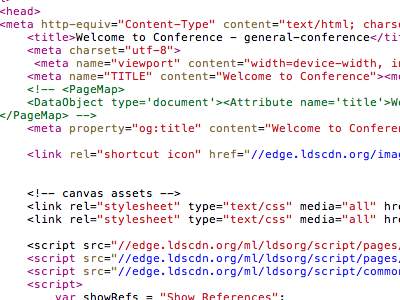 <head>
<meta http-equiv="Content-Type" content="text/html; charse
<title>Welcome to Conference - general-conference</tit
<meta charset="utf-8">
<meta name="viewport" content="width=device-width, i
<meta name="TITLE" content="Welcome to Conference"><me
<!-- <PageMap>
<DataObject type='document'><Attribute name='title'>We
</PageMap> -->
<meta property="og:title" content="Welcome to Conferen
<link rel="shortcut icon" href="//edge.ldscdn.org/imag
<!-- canvas assets -->
<link rel="stylesheet" type="text/css" media="all" hre
<link rel="stylesheet" type="text/css" media="all" hre
<script src="//edge.ldscdn.org/ml/ldsorg/script/pages/
<script src="//edge.ldscdn.org/ml/ldsorg/script/pages/
<script src="//edge.ldscdn.org/ml/ldsorg/script/common
<script>
var showRefs = "Show References";